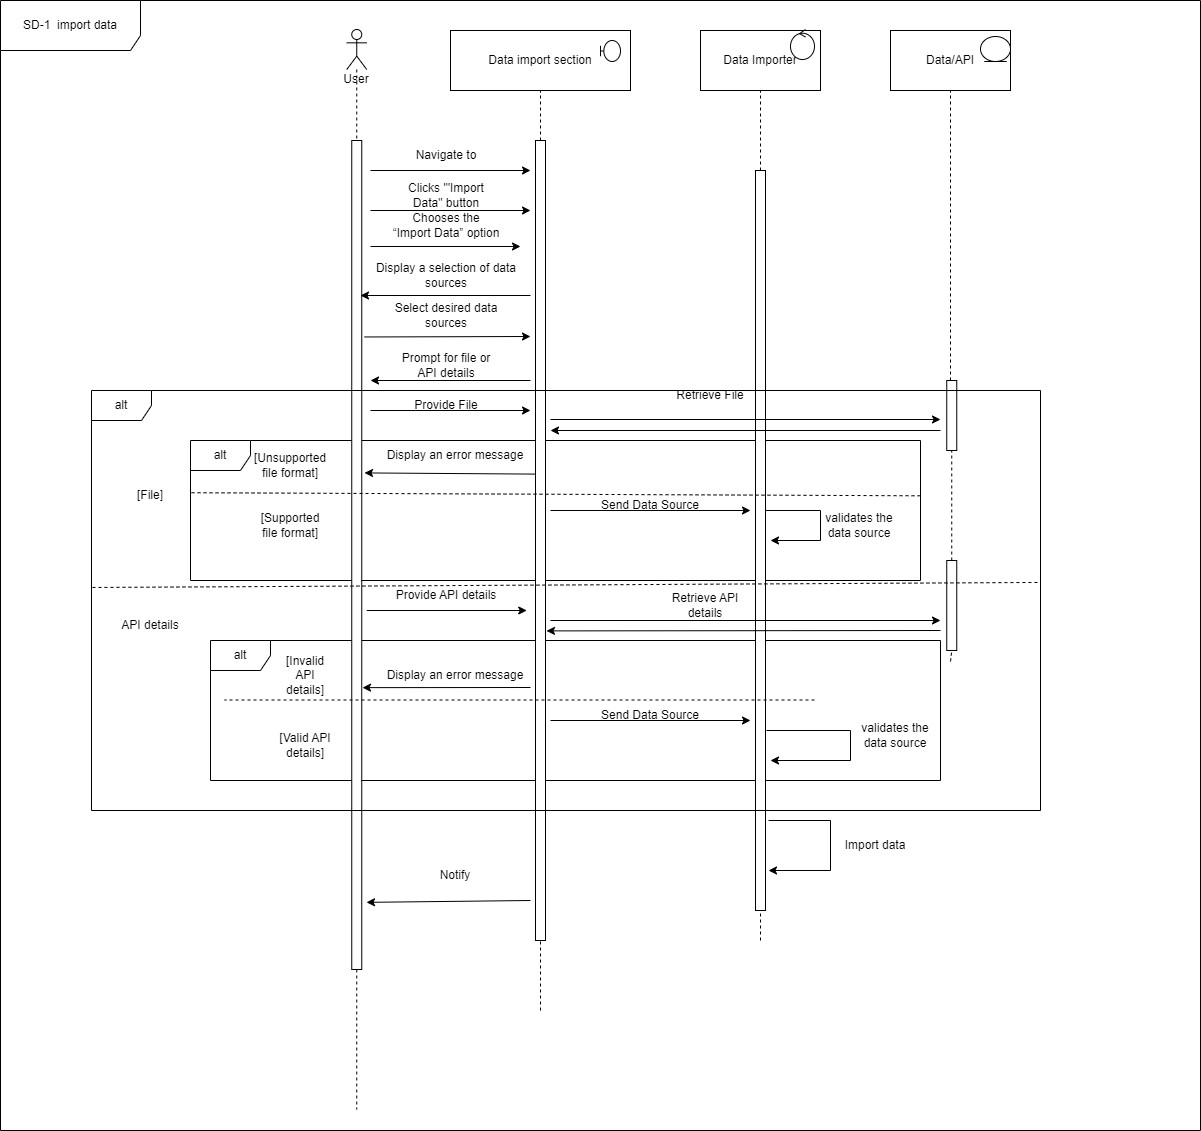 SD-1  import data
User
Data import section
Data Importer
Data/API
Navigate to
Clicks "'Import
Data" button
Chooses the
“Import Data” option
Display a selection of data
sources
Select desired data
sources
Prompt for file or
API details
alt
Provide File
Retrieve File
alt
[Unsupported
file format]
Display an error message
[File]
[Supported
file format]
Send Data Source
validates the
data source
Provide API details
Retrieve API
details
API details
alt
[Invalid
API
details]
Display an error message
Send Data Source
[Valid API
details]
validates the
data source
Import data
Notify